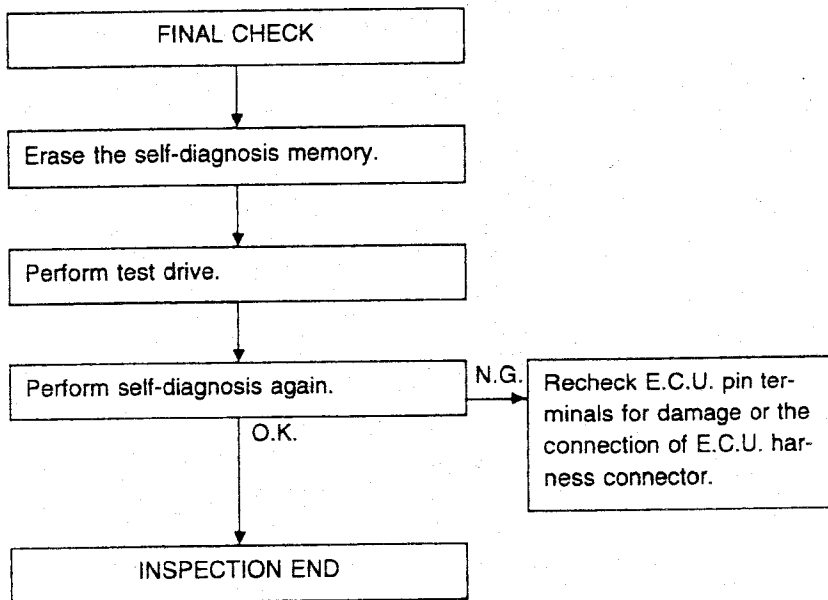 FINAL CHECK
Erase the self-diagnosis memory.
Perform test drive.
Perform self-diagnosis again.
N.G.
Recheck E.C.U. pin ter-
minals for damage or the
connection of E.C.U. har-
ness connector.
O.K.
INSPECTION END